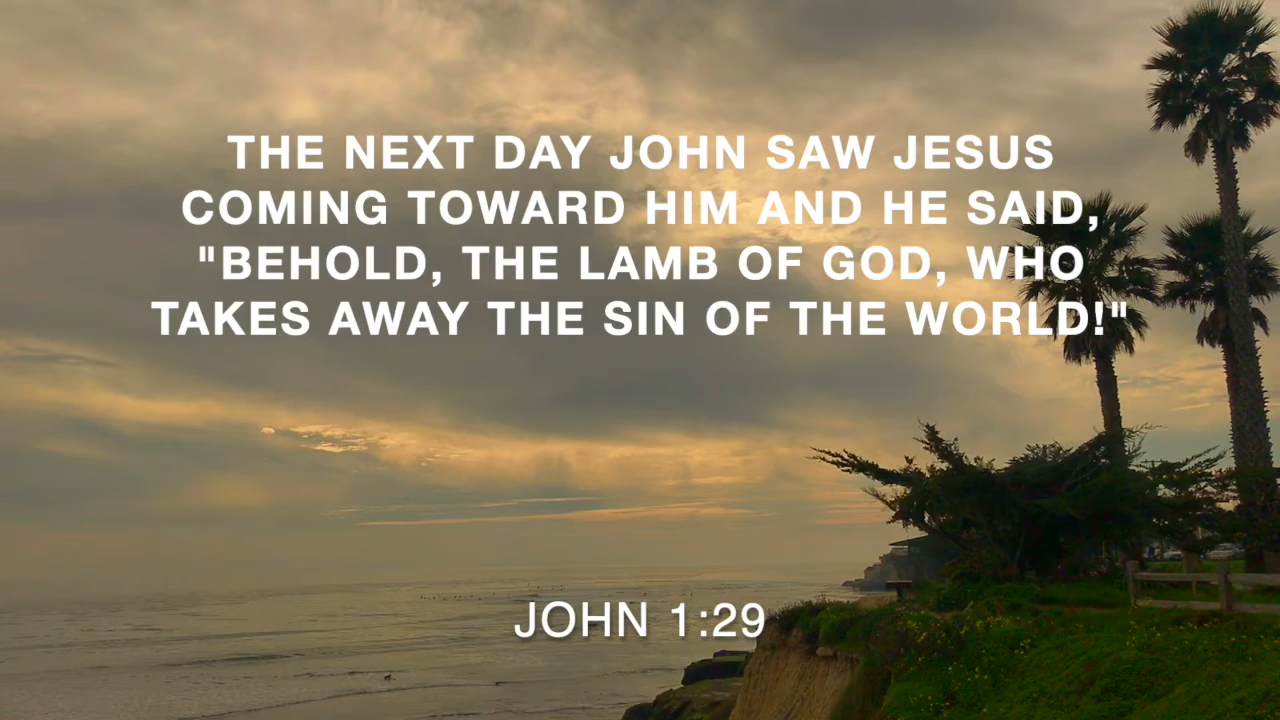 THE NEXT DAY JOHN SAW JESUS
COMING TOWARD HIM AND HE SAID,
"BEHOLD, THE LAMB OF GOD, WHO
TAKES AWAY THE SIN OF THE WORLD!"
JOHN 1:29